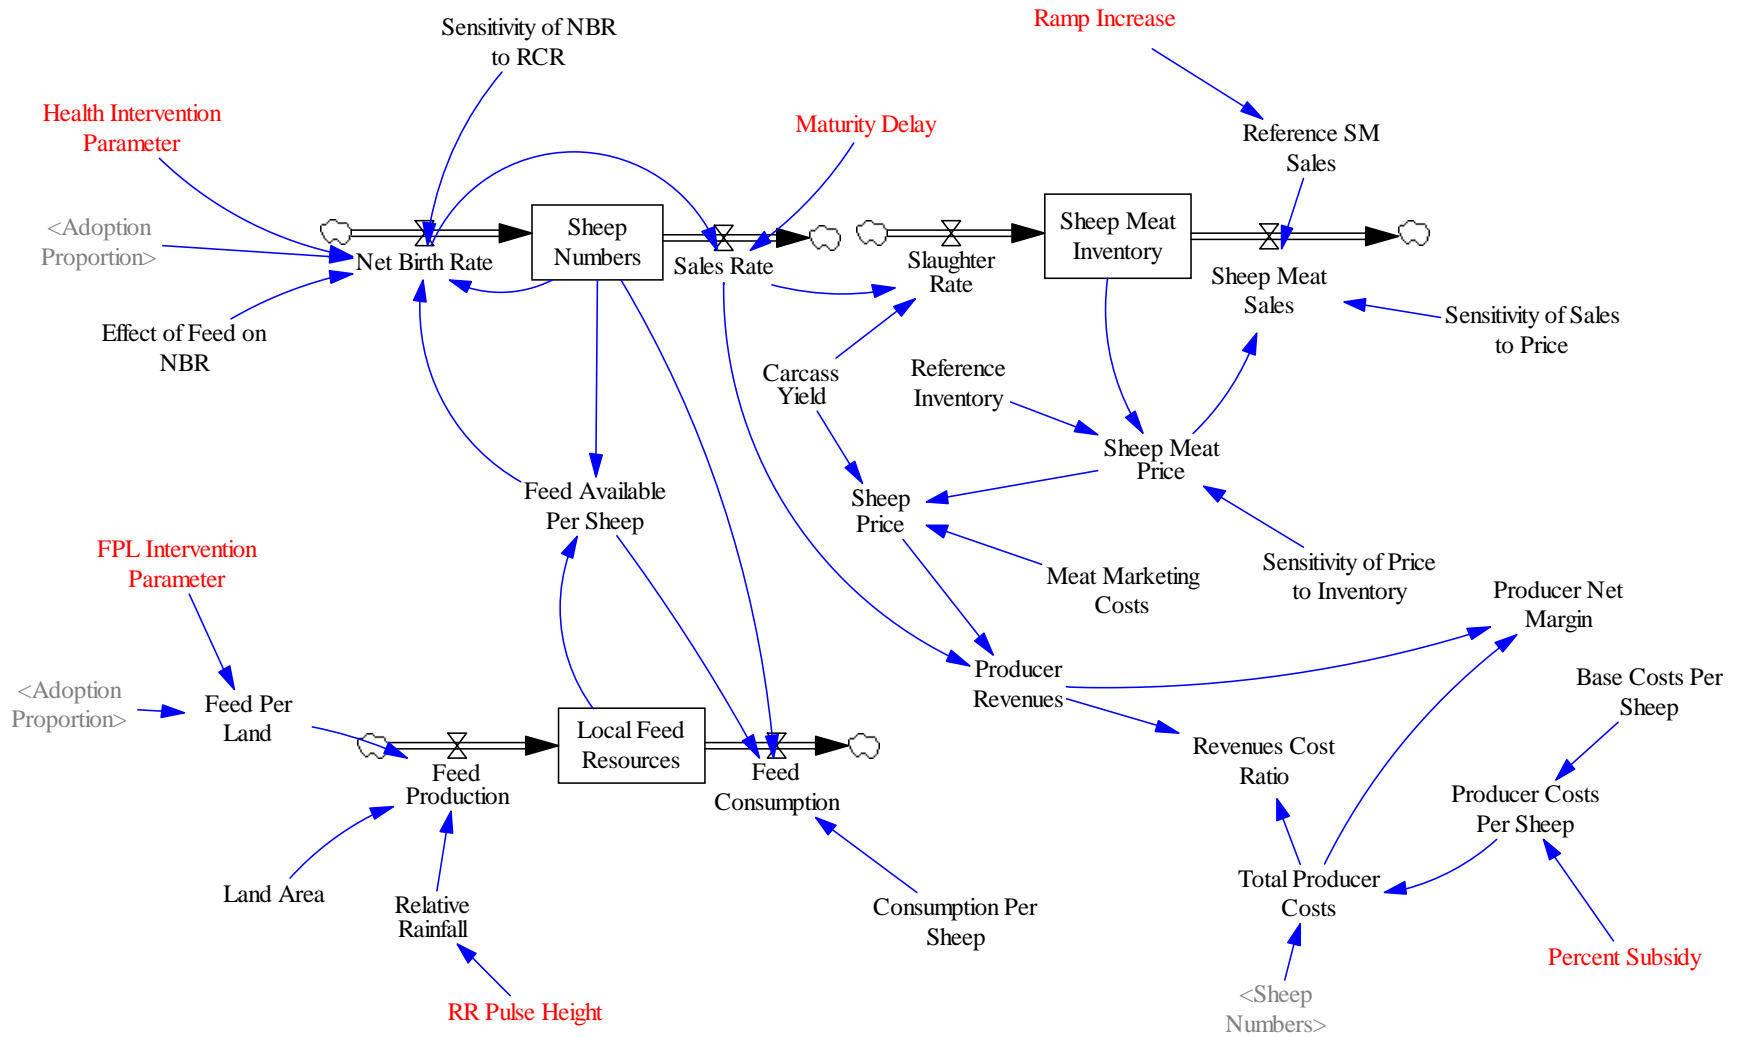 Ramp Increase
Sensitivity of NBR
to RCR
Health Intervention
Parameter
Maturity Delay
Reference SM
Sales
<Adoption
Proportion>
Net Birth Rate
Sheep
Numbers
Sales Rate
Slaughter
Rate
Sheep Meat
Inventory
Sheep Meat
Sales
Sensitivity of Sales
to Price
Effect of Feed on
NBR
Carcass
Yield
Reference
Inventory
Sheep Meat
Price
Feed Available
Per Sheep
Sheep
Price
FPL Intervention
Parameter
Meat Marketing
Costs
Sensitivity of Price
to Inventory
Producer Net
Margin
Producer
Revenues
Base Costs Per
Sheep
<Adoption
Proportion>
Feed Per
Land
Local Feed
Resources
Revenues Cost
Ratio
Feed
Production
Feed
Consumption
Producer Costs
Per Sheep
Land Area
Relative
Rainfall
Consumption Per
Sheep
Total Producer
Costs
Percent Subsidy
RR Pulse Height
<Sheep
Numbers>